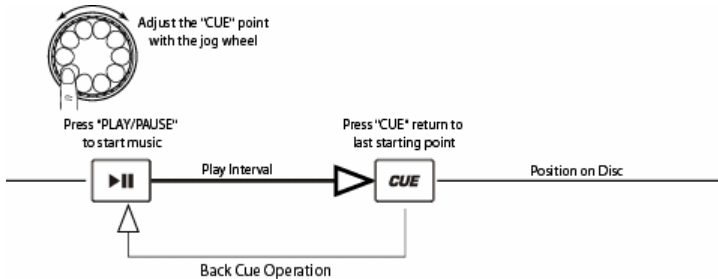 Adjust the "CUE" point
with the jog wheel
Press "PLAY/PAUSE"
to start music
Press "CUE" return to
last starting point
Play Interval
CUE
Position on Disc
Back Cue Operation